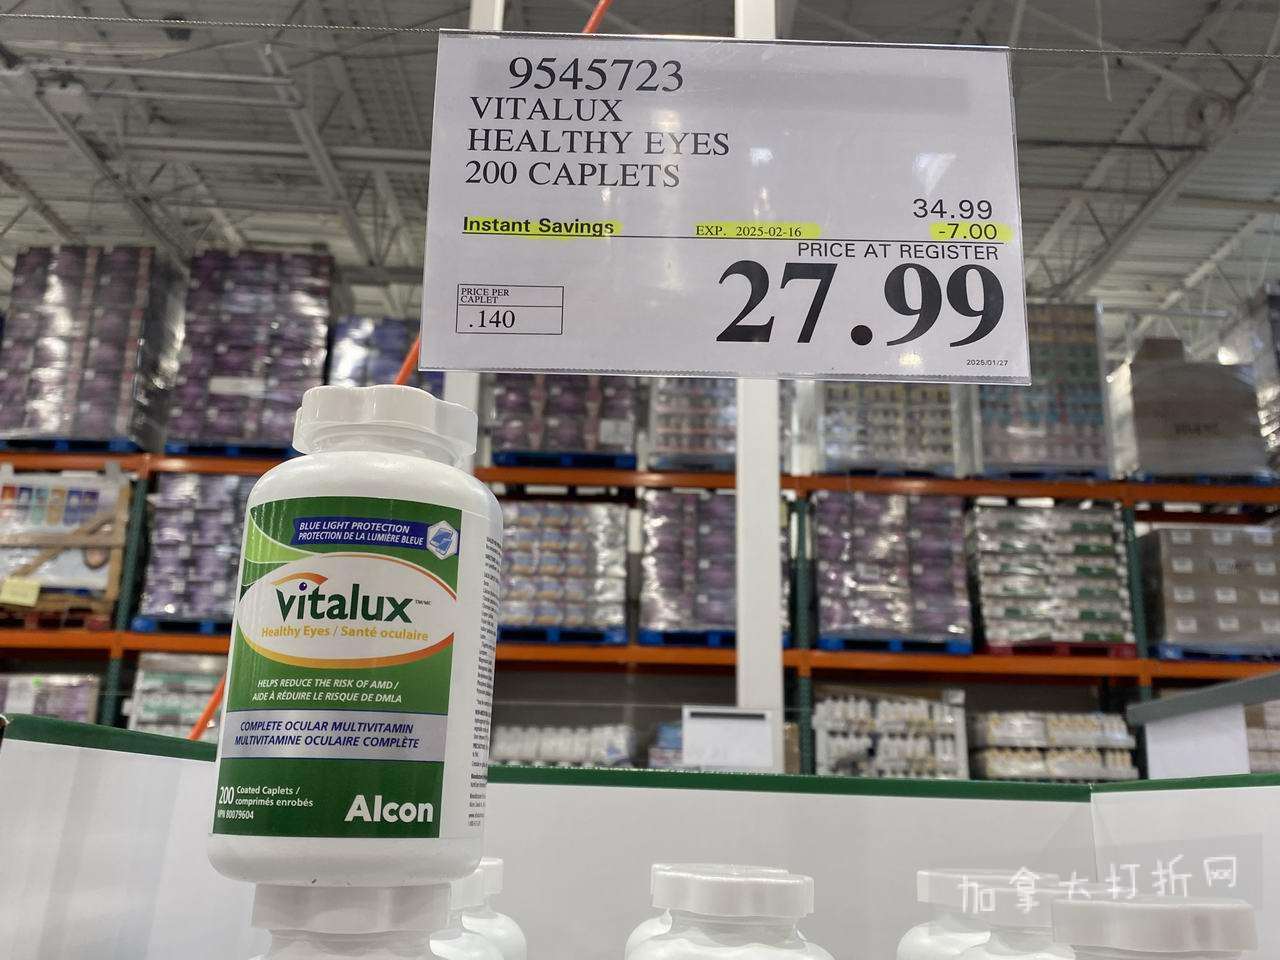 9545723
VITALUX
HEALTHY EYES
200 CAPLETS
34.99
Instant Savings EXP. 2025-02-16 -7.00
PRICE AT REGISTER
27.99
PRICE PER
CAPLET
.140
2025/01/27
BLUE LIGHT PROTECTION
PROTECTION DE LA LUMIÈRE BLEUE
vitalux TM/MC
Healthy Eyes / Santé oculaire
HELPS REDUCE THE RISK OF AMD /
AIDE À RÉDUIRE LE RISQUE DE DMLA
COMPLETE OCULAR MULTIVITAMIN
MULTIVITAMINE OCULAIRE COMPLÈTE
200 Coated Caplets /
comprimés enrobés
NPN 80079604
Alcon
加拿大打折网